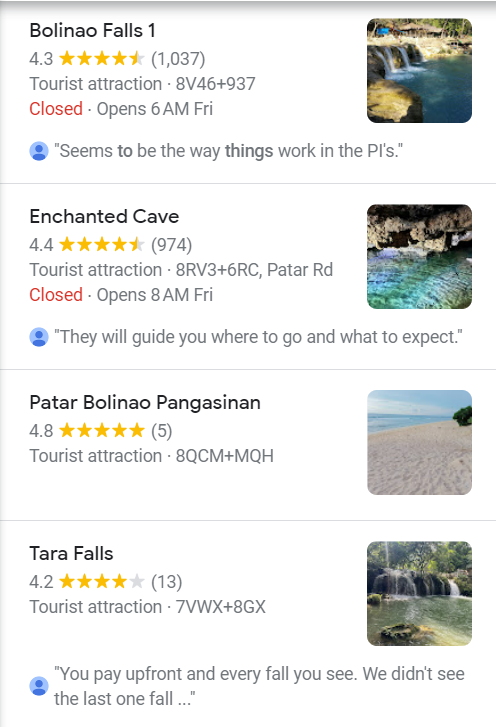 Bolinao Falls 1
4.3 (1,037)
Tourist attraction · 8V46+937
Closed · Opens 6 AM Fri
"Seems to be the way things work in the PI's."
Enchanted Cave
4.4 (974)
Tourist attraction · 8RV3+6RC, Patar Rd
Closed · Opens 8 AM Fri
"They will guide you where to go and what to expect."
Patar Bolinao Pangasinan
4.8 (5)
Tourist attraction · 8QCM+MQH
Tara Falls
4.2 (13)
Tourist attraction · 7VWX+8GX
"You pay upfront and every fall you see. We didn't see
the last one fall ..."